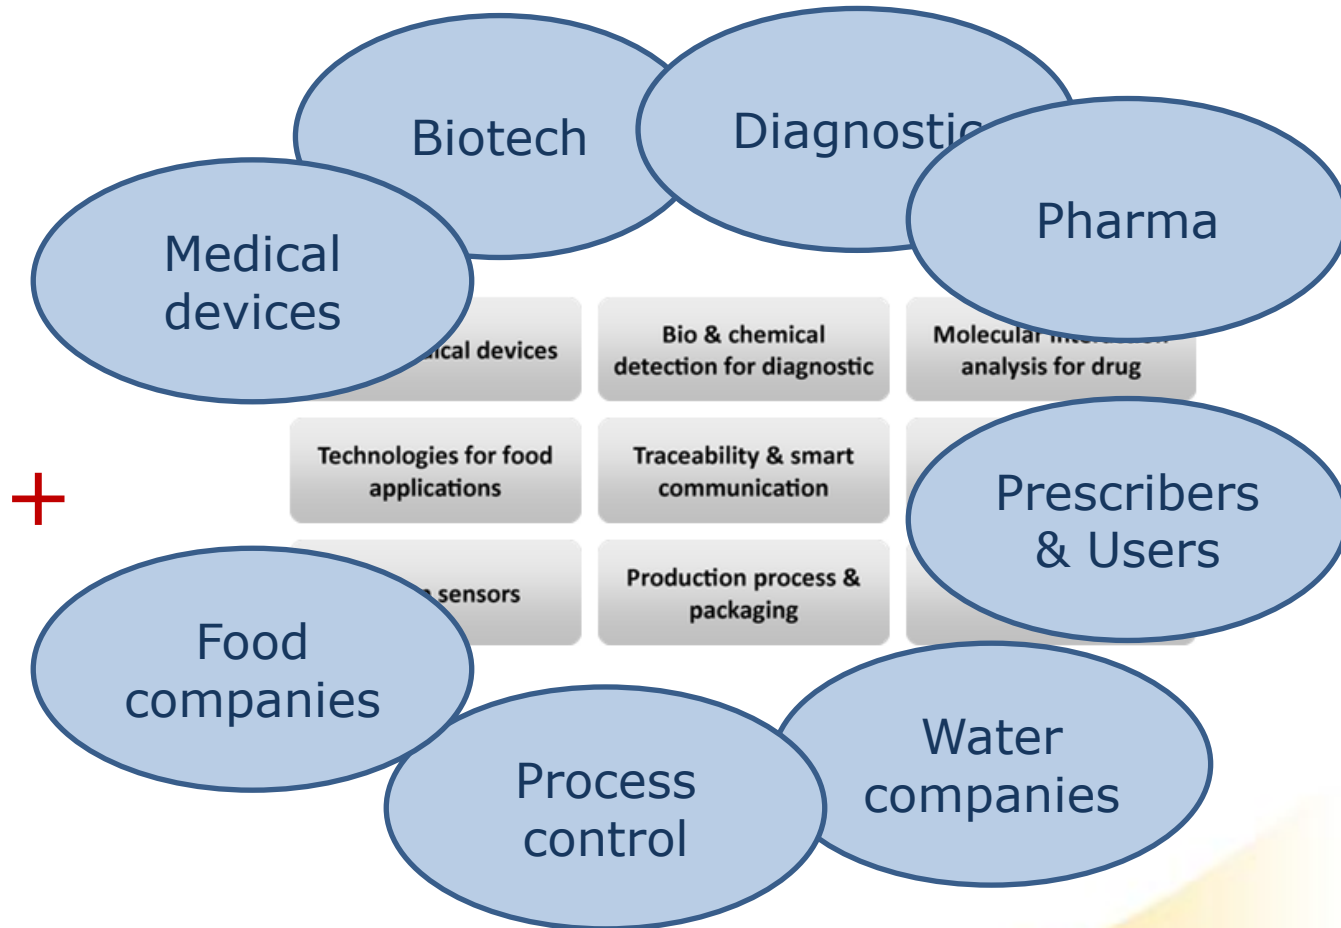 Biotech
Diagnostic
Pharma
Medical
devices
devices
Bio & chemical
detection for diagnostic
Molecular
analysis for drug
Technologies for food
applications
Traceability & smart
communication
Prescribers
& Users
+
sensors
Production process &
packaging
Food
companies
Water
companies
Process
control